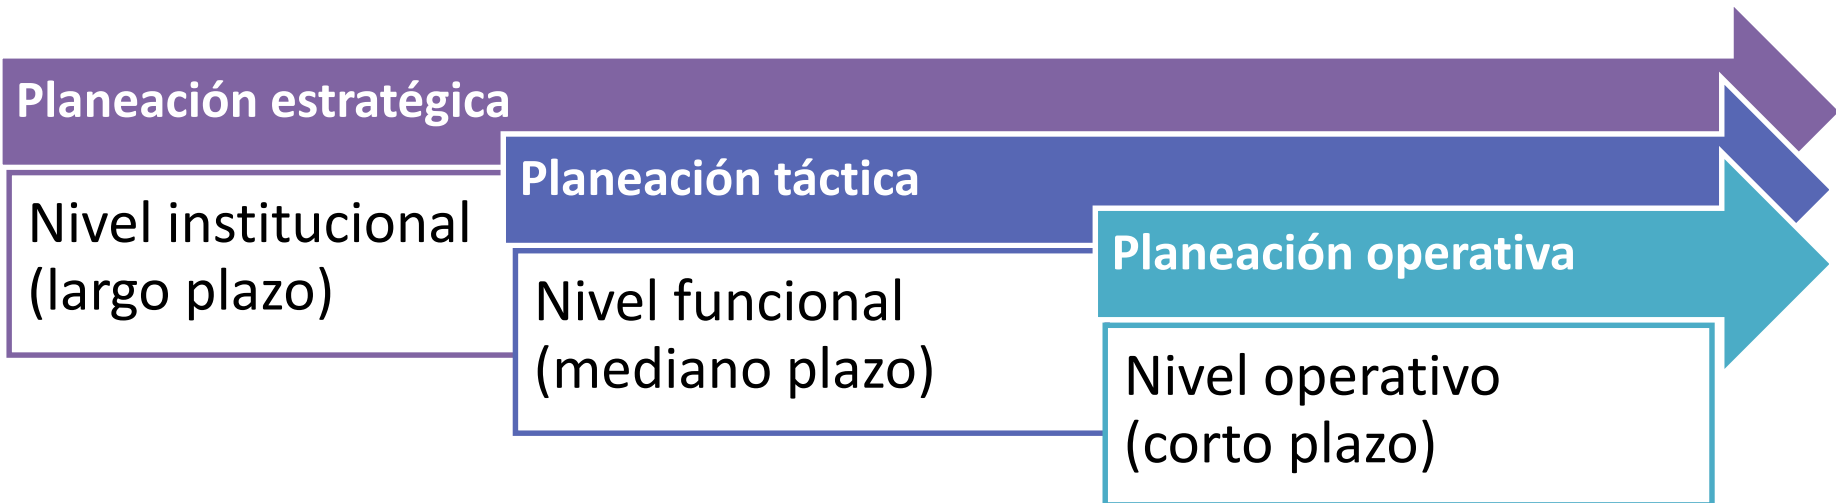 Planeación estratégica
Nivel institucional
(largo plazo)
Planeación táctica
Nivel funcional
(mediano plazo)
Planeación operativa
Nivel operativo
(corto plazo)